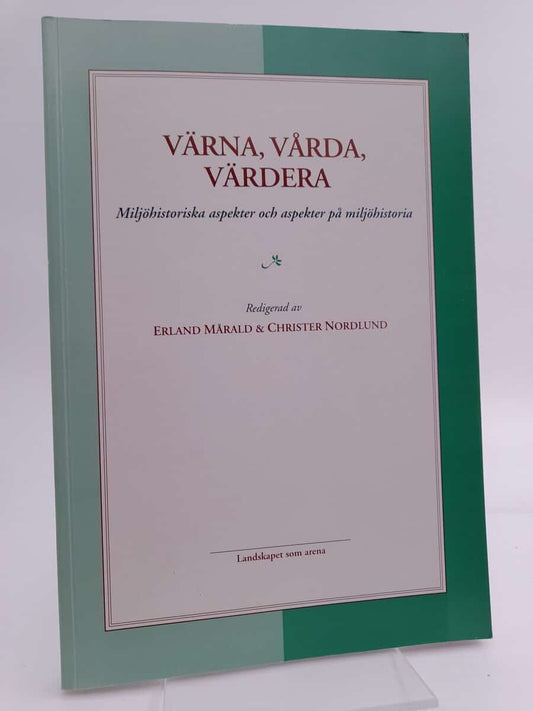 VÄRNA, VÅRDA,
VÄRDERA
Miljöhistoriska aspekter och aspekter på miljöhistoria
Redigerad av
ERLAND MÅRALD & CHRISTER NORDLUND
Landskapet som arena